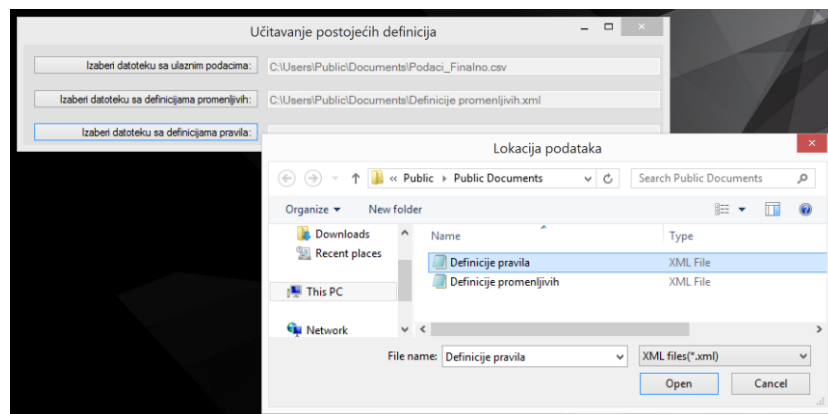 Učitavanje postojećih definicija
Izaberi datoteku sa ulaznim podacima:
C:\Users\Public\Documents\Podaci_Finalno.csv
Izaberi datoteku sa definicijama promenljivih:
C:\Users\Public\Documents\Definicije promenljivih.xml
Izaberi datoteku sa definicijama pravila:
Lokacija podataka
« Public Public Documents
Search Public Documents
Organize New folder
Downloads
Recent places
This PC
Network
Name Type
Definicije pravila XML File
Definicije promenljivih XML File
File name: Definicije pravila XML files(*.xml)
Open Cancel